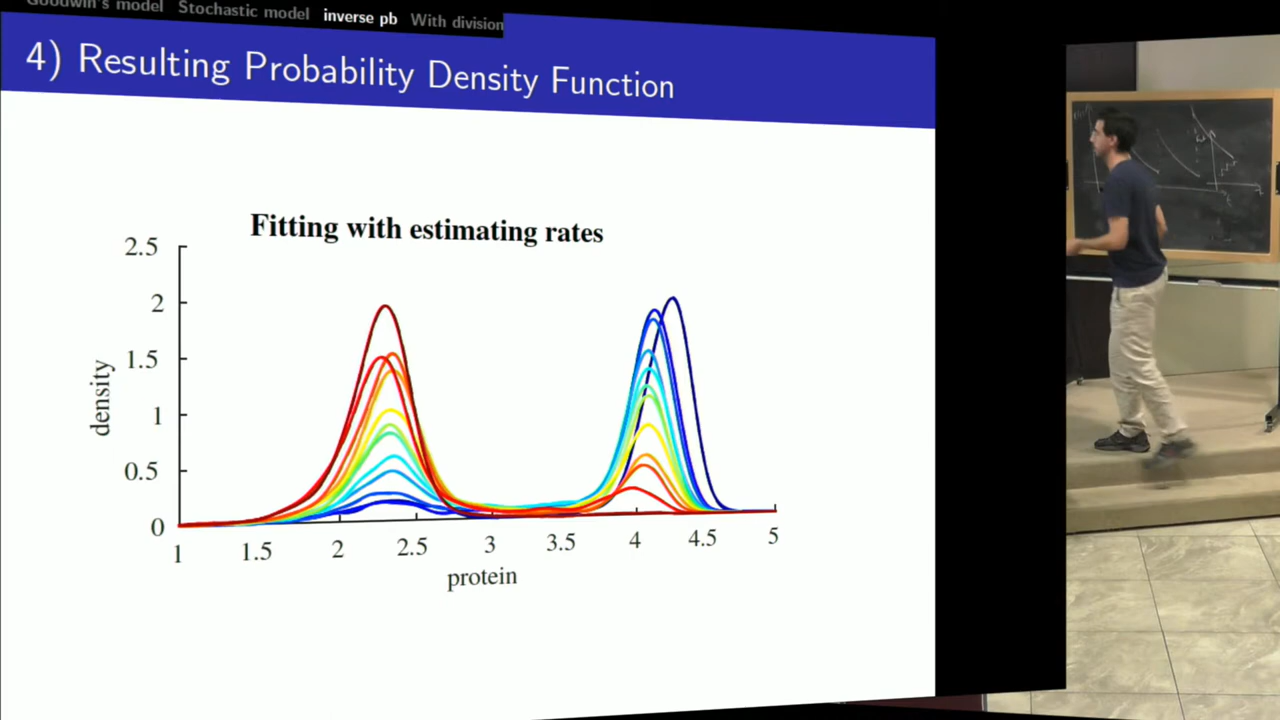 Goodwin's model Stochastic model inverse pb With division
4) Resulting Probability Density Function
Fitting with estimating rates
2.5
2
1.5
1
0.5
0
density
1 1.5 2 2.5 3 3.5 4 4.5 5
protein